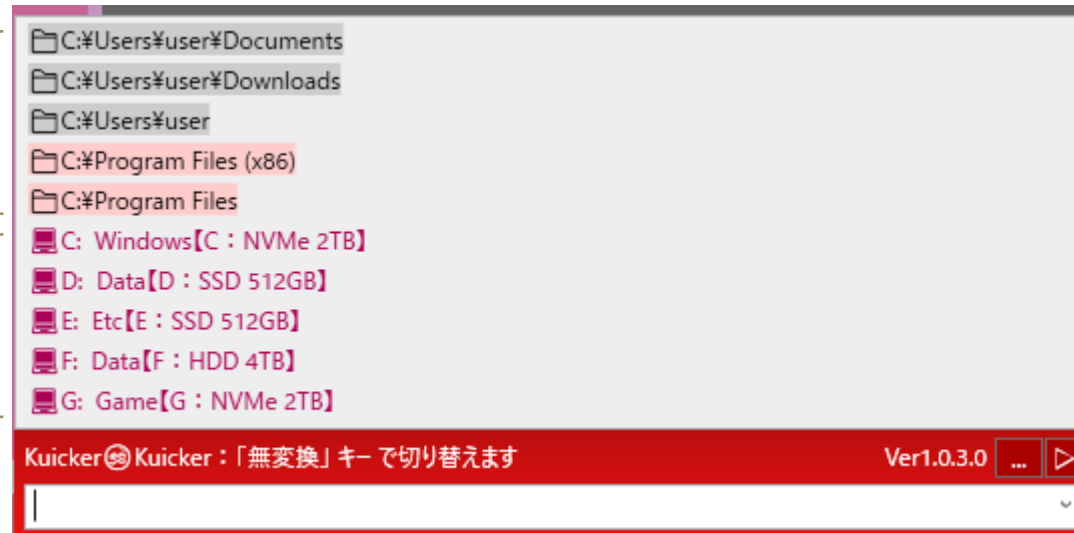 C:¥Users¥user¥Documents
C:¥Users¥user¥Downloads
C:¥Users¥user
C:¥Program Files (x86)
C:¥Program Files
C: Windows【C：NVMe 2TB】
D: Data【D：SSD 512GB】
E: Etc【E：SSD 512GB】
F: Data【F：HDD 4TB】
G: Game【G：NVMe 2TB】
Kuicker Kuicker：「無変換」キー で切り替えます Ver1.0.3.0 ...